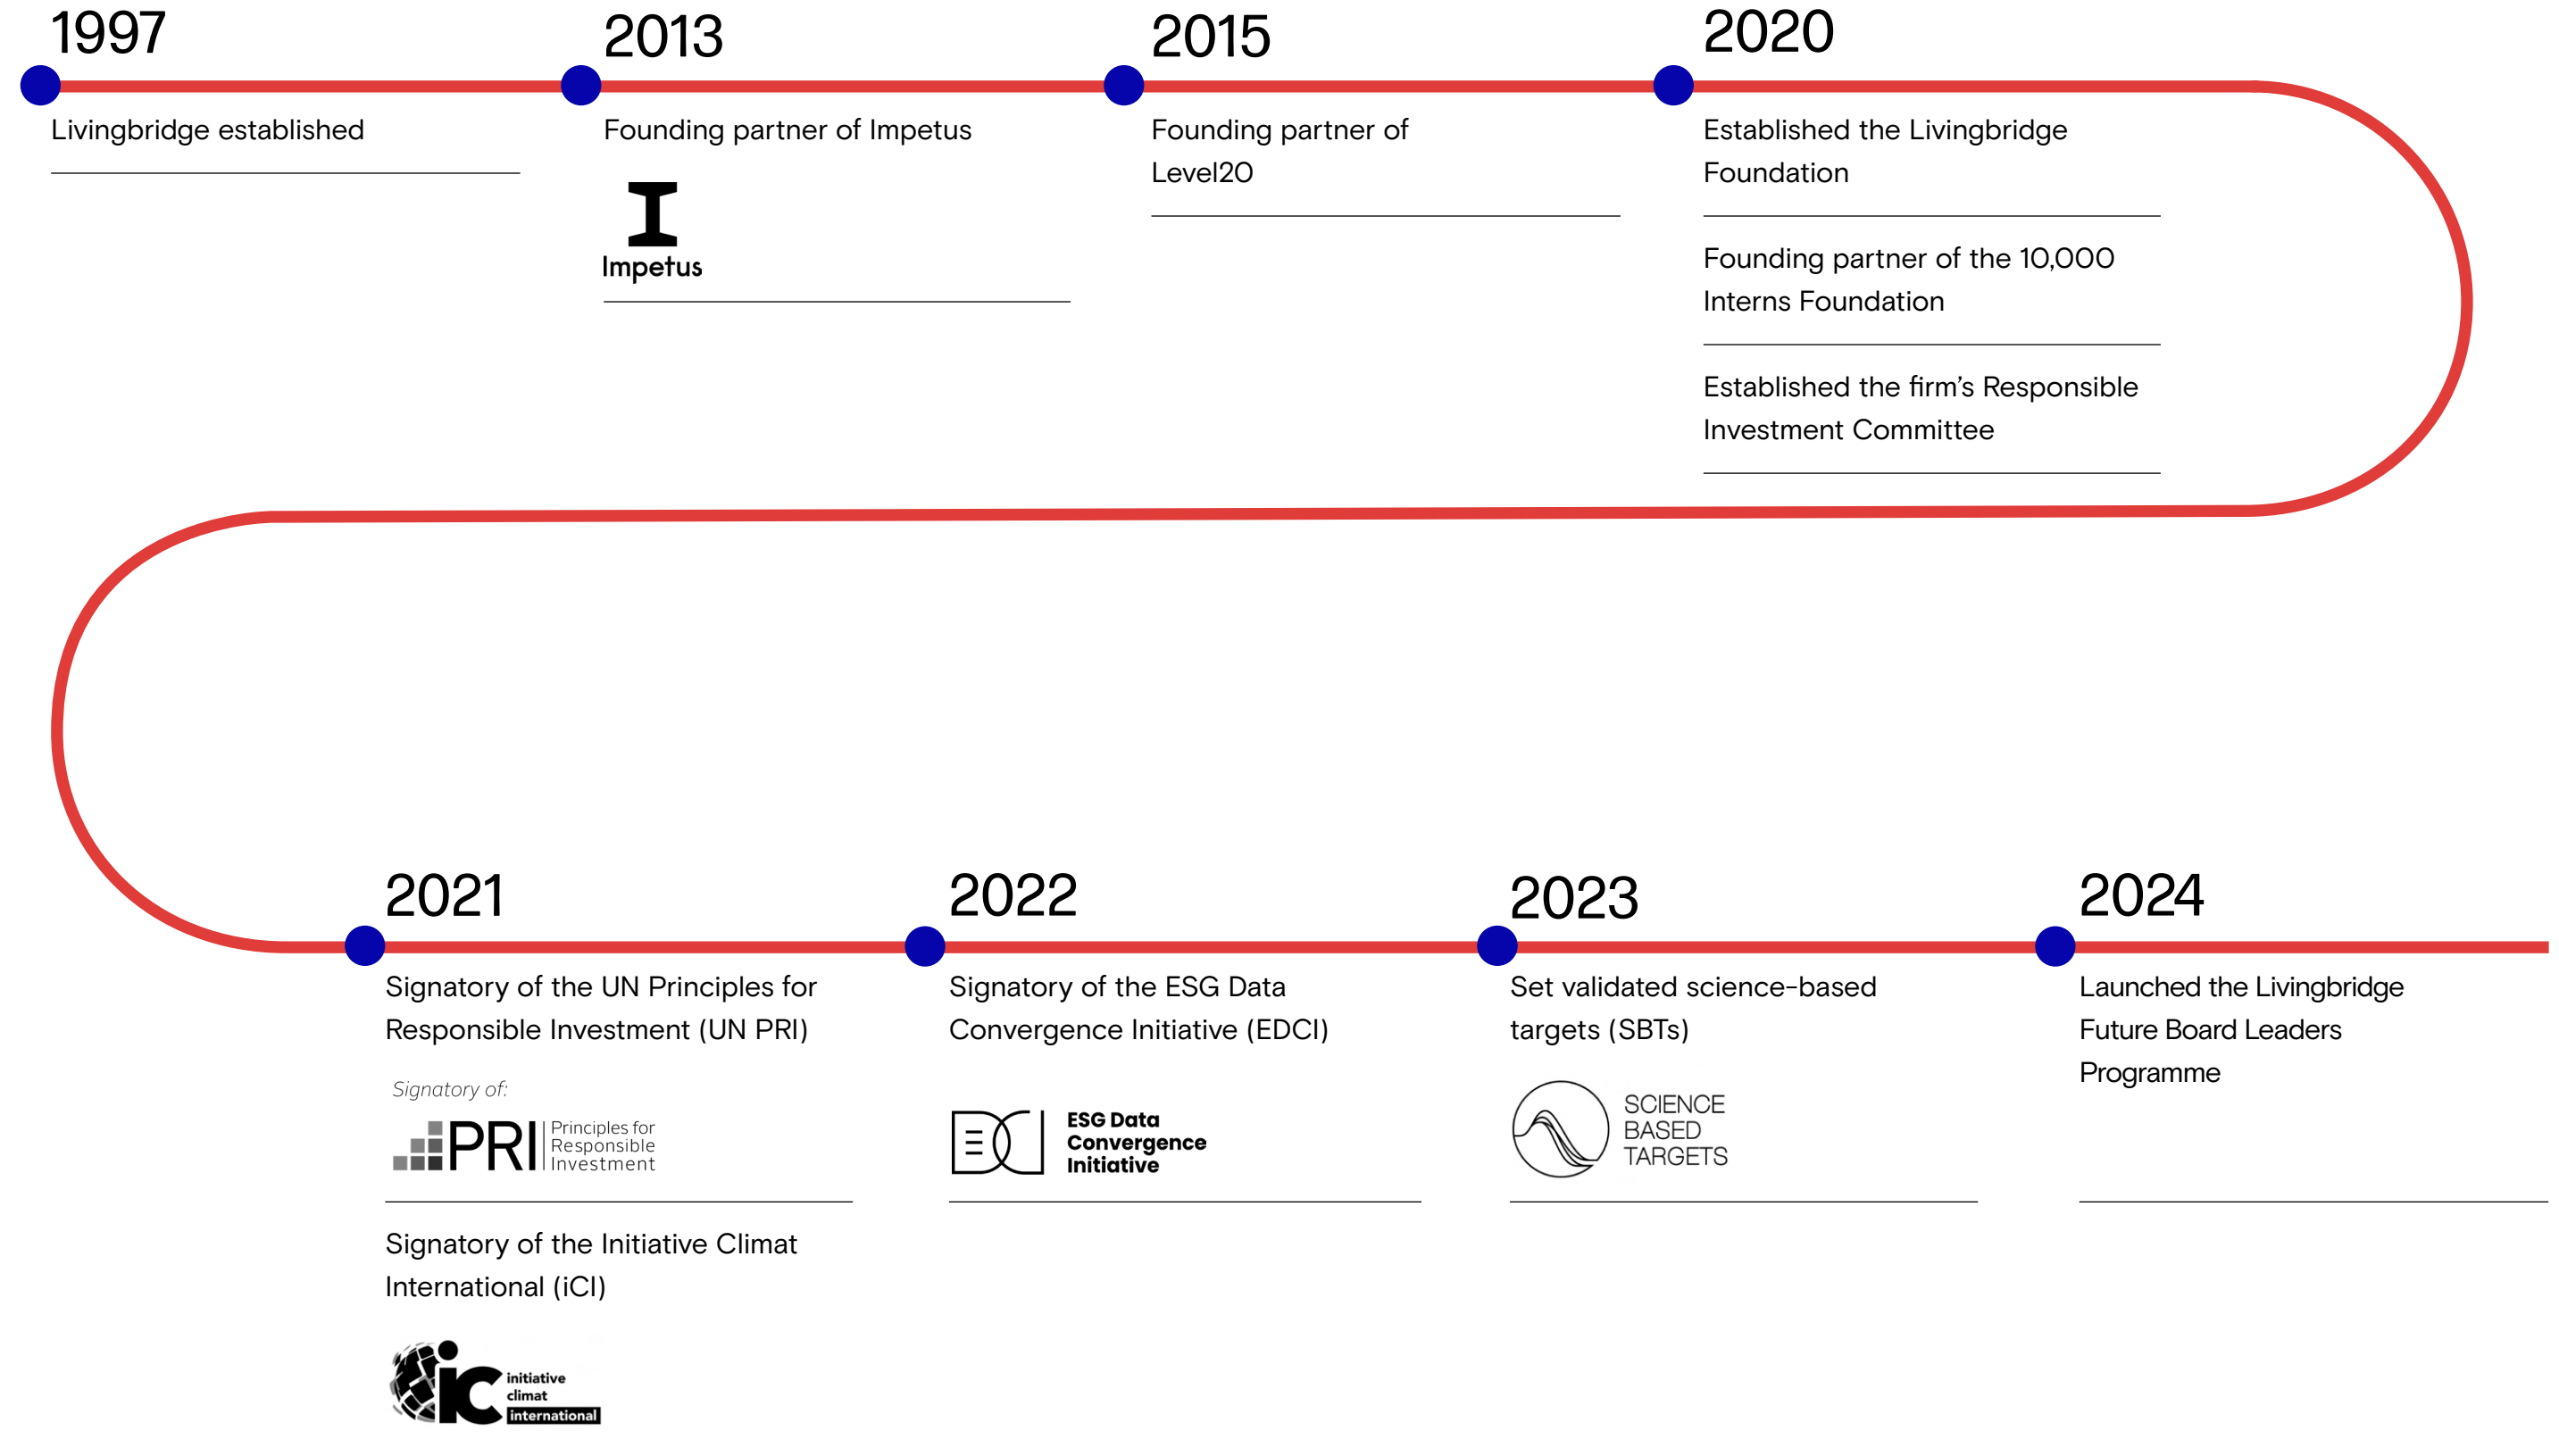 1997
Livingbridge established
2013
Founding partner of Impetus
Impetus
2015
Founding partner of
Level20
2020
Established the Livingbridge
Foundation
Founding partner of the 10,000
Interns Foundation
Established the firm’s Responsible
Investment Committee
2021
Signatory of the UN Principles for
Responsible Investment (UN PRI)
Signatory of:
PRI
Principles for
Responsible
Investment
Signatory of the Initiative Climat
International (iCI)
iC
initiative
climat
international
2022
Signatory of the ESG Data
Convergence Initiative (EDCI)
ESG Data
Convergence
Initiative
2023
Set validated science-based
targets (SBTs)
SCIENCE
BASED
TARGETS
2024
Launched the Livingbridge
Future Board Leaders
Programme